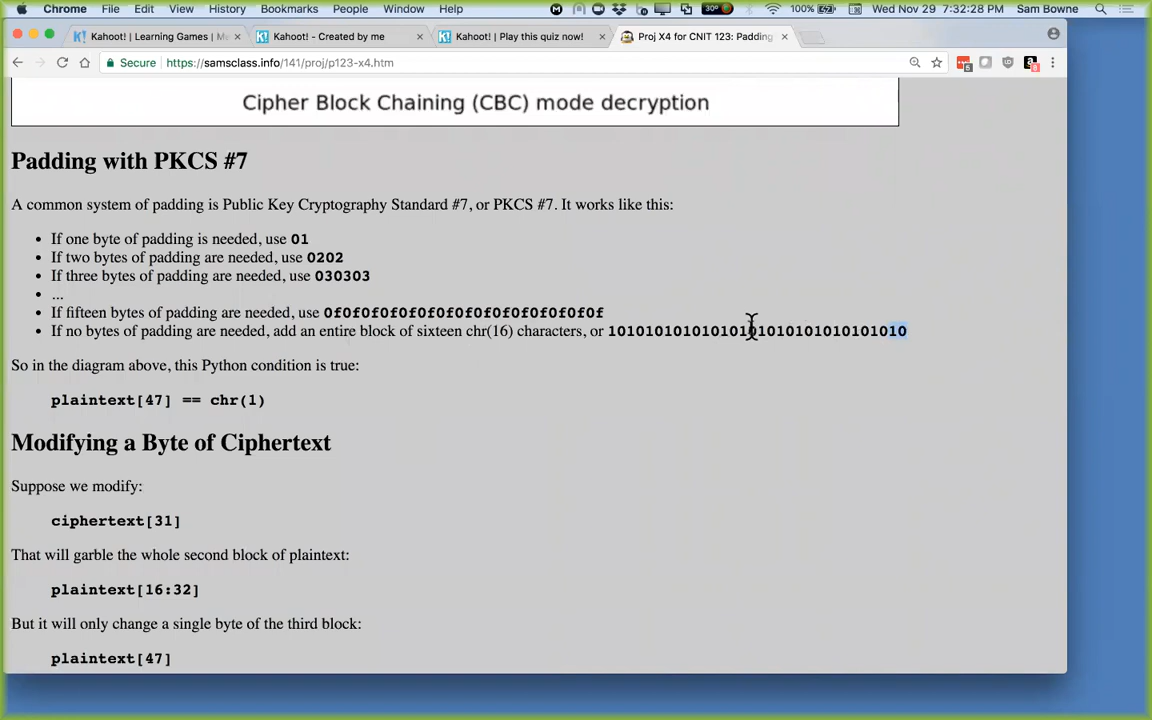 Chrome File Edit View History Bookmarks People Window Help 30° 100% Wed Nov 29 7:32:28 PM Sam Bowne
Kahoot! | Learning Games | M
Kahoot! - Created by me
Kahoot! | Play this quiz now!
Proj X4 for CNIT 123: Padding
Secure https://samsclass.info/141/proj/p123-x4.htm
Cipher Block Chaining (CBC) mode decryption
Padding with PKCS #7
A common system of padding is Public Key Cryptography Standard #7, or PKCS #7. It works like this:
• If one byte of padding is needed, use 01
• If two bytes of padding are needed, use 0202
• If three bytes of padding are needed, use 030303
• ...
• If fifteen bytes of padding are needed, use 0f0f0f0f0f0f0f0f0f0f0f0f0f0f0f
• If no bytes of padding are needed, add an entire block of sixteen chr(16) characters, or 10101010101010101010101010101010
So in the diagram above, this Python condition is true:
plaintext[47] == chr(1)
Modifying a Byte of Ciphertext
Suppose we modify:
ciphertext[31]
That will garble the whole second block of plaintext:
plaintext[16:32]
But it will only change a single byte of the third block:
plaintext[47]